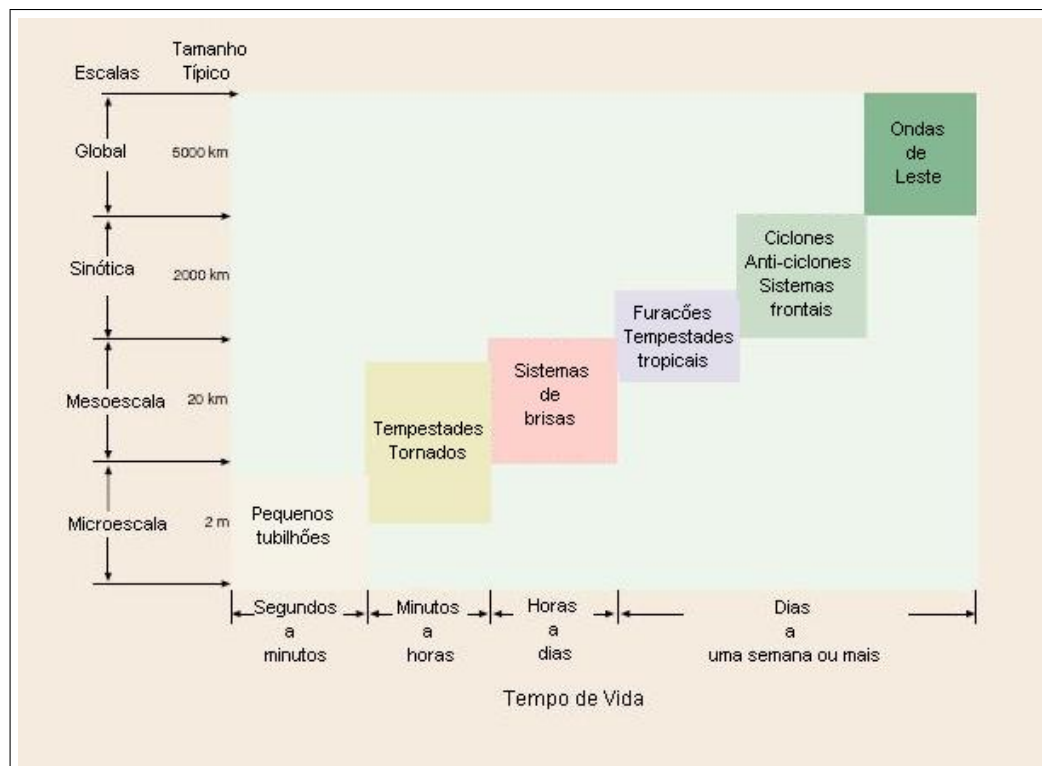 Escalas
Tamanho
Típico
Global
5000 km
Sinótica
2000 km
Mesoescala
20 km
Microescala
2 m
Ondas
de
Leste
Ciclones
Anti-ciclones
Sistemas
frontais
Furacőes
Tempestades
tropicais
Sistemas
de
brisas
Tempestades
Tornados
Pequenos
tubilhões
Segundos
a
minutos
Minutos
a
horas
Horas
a
dias
Dias
a
uma semana ou mais
Tempo de Vida